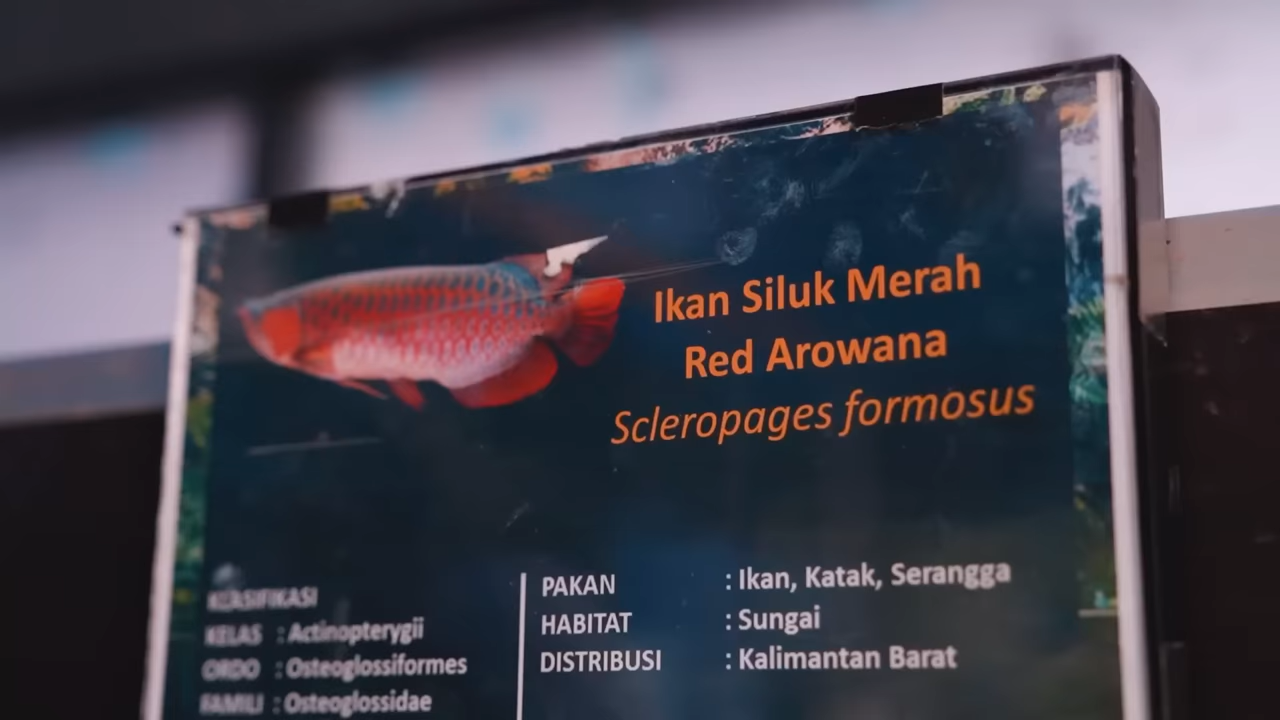 Ikan Siluk Merah
Red Arowana
Scleropages formosus
KLASIFIKASI
KELAS : Actinopterygii
ORDO : Osteoglossiformes
FAMILI : Osteoglossidae
PAKAN : Ikan, Katak, Serangga
HABITAT : Sungai
DISTRIBUSI : Kalimantan Barat